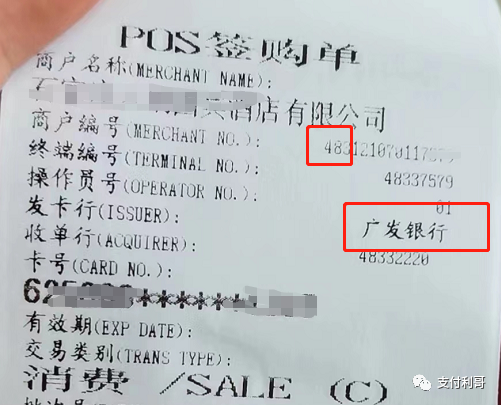 POS签购单
商户名称(MERCHANT NAME):
酒店有限公司
商户编号(MERCHANT NO.):
483121070117
终端编号(TERMINAL NO.):
48337579
操作员号(OPERATOR NO.):
01
发卡行(ISSUER):
广发银行
收单行(ACQUIRER):
48332220
卡号(CARD NO.):
有效期(EXP DATE):
交易类别(TRANS TYPE):
消费 /SALE (C)
支付利哥